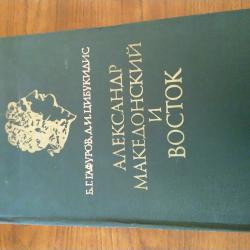 Б. Г. ГАФУРОВ, Д. И. ЦИБУКИДИС
АЛЕКСАНДР
МАКЕДОНСКИЙ
И
ВОСТОК